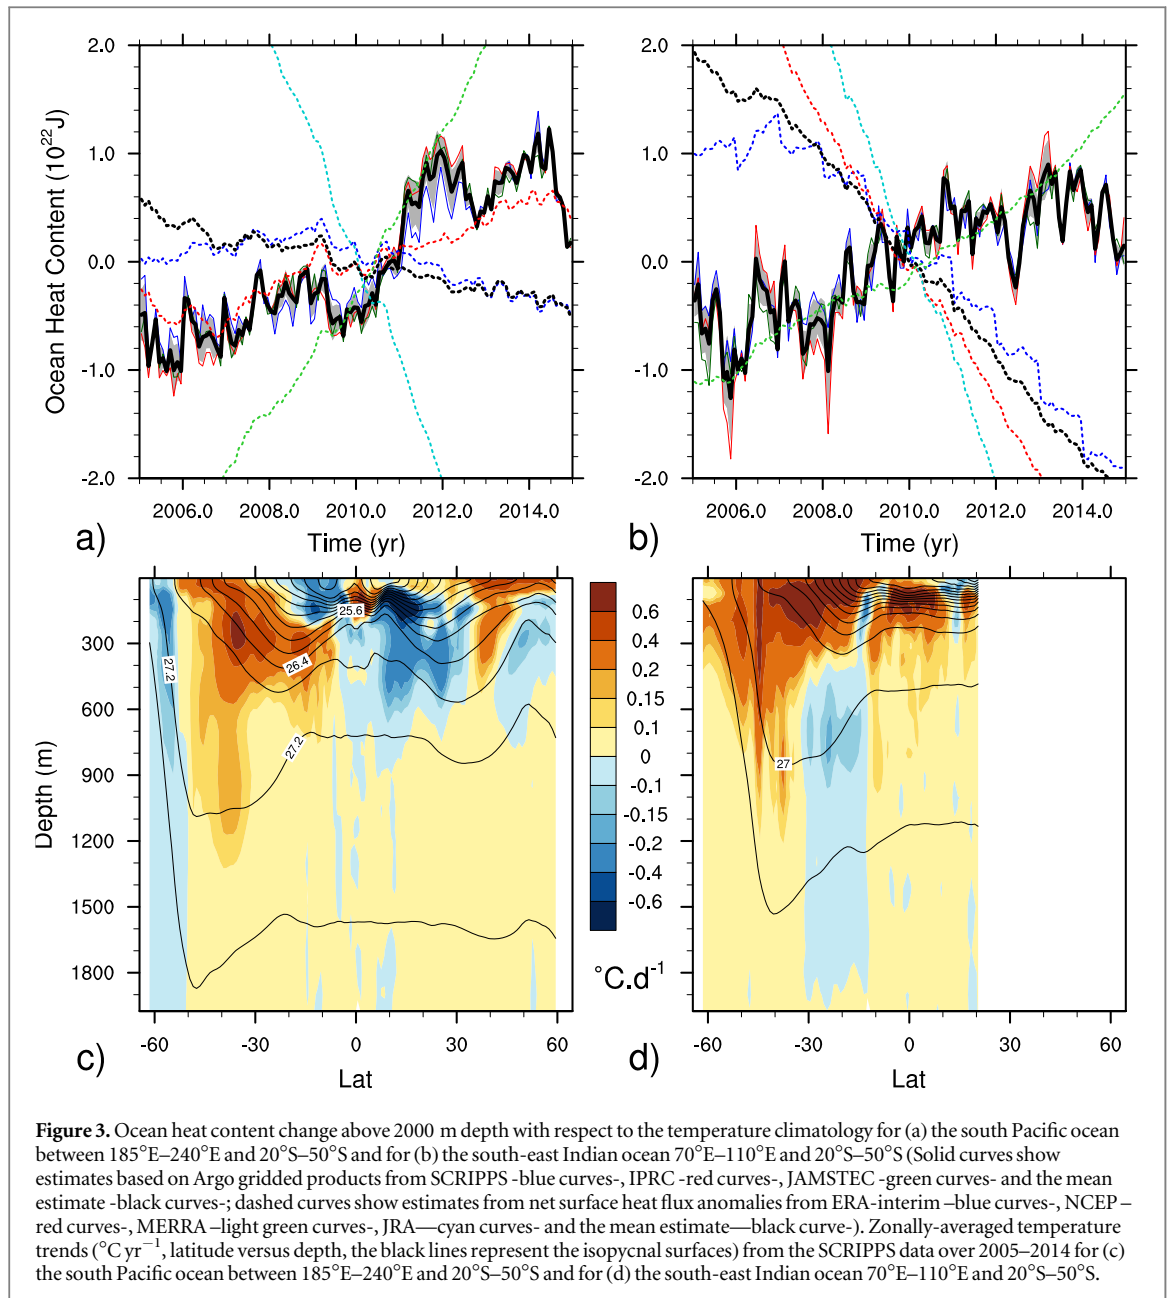 2.0
1.0
0.0
-1.0
-2.0
Ocean Heat Content (10²²J)
2006.0 2008.0 2010.0 2012.0 2014.0
a)
Time (yr)
2.0
1.0
0.0
-1.0
-2.0
2006.0 2008.0 2010.0 2012.0 2014.0
b)
Time (yr)
300
600
900
1200
1500
1800
Depth (m)
27.2
25.6
26.4
27.2
-60 -30 0 30 60
c)
Lat
0.6
0.4
0.2
0.15
0.1
0
-0.1
-0.15
-0.2
-0.4
-0.6
°C.d⁻¹
27
-60 -30 0 30 60
d)
Lat
Figure 3. Ocean heat content change above 2000 m depth with respect to the temperature climatology for (a) the south Pacific ocean
between 185°E–240°E and 20°S–50°S and for (b) the south-east Indian ocean 70°E–110°E and 20°S–50°S (Solid curves show
estimates based on Argo gridded products from SCRIPPS -blue curves-, IPRC -red curves-, JAMSTEC -green curves- and the mean
estimate -black curves-; dashed curves show estimates from net surface heat flux anomalies from ERA-interim –blue curves-, NCEP –
red curves-, MERRA –light green curves-, JRA—cyan curves- and the mean estimate—black curve-). Zonally-averaged temperature
trends (°C yr⁻¹, latitude versus depth, the black lines represent the isopycnal surfaces) from the SCRIPPS data over 2005–2014 for (c)
the south Pacific ocean between 185°E–240°E and 20°S–50°S and for (d) the south-east Indian ocean 70°E–110°E and 20°S–50°S.